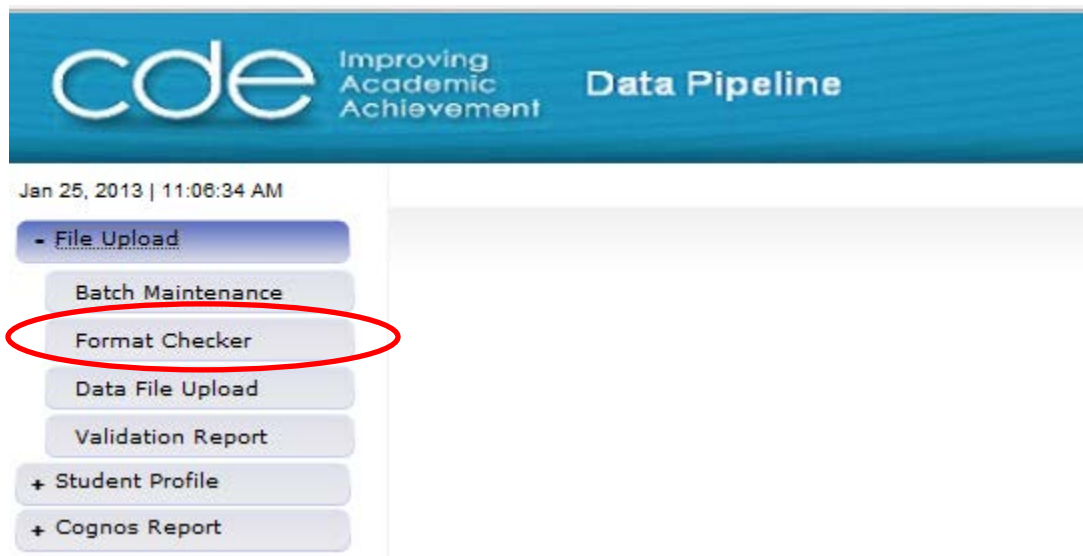 cde
Improving
Academic
Achievement
Data Pipeline
Jan 25, 2013 | 11:06:34 AM
- File Upload
Batch Maintenance
Format Checker
Data File Upload
Validation Report
+ Student Profile
+ Cognos Report